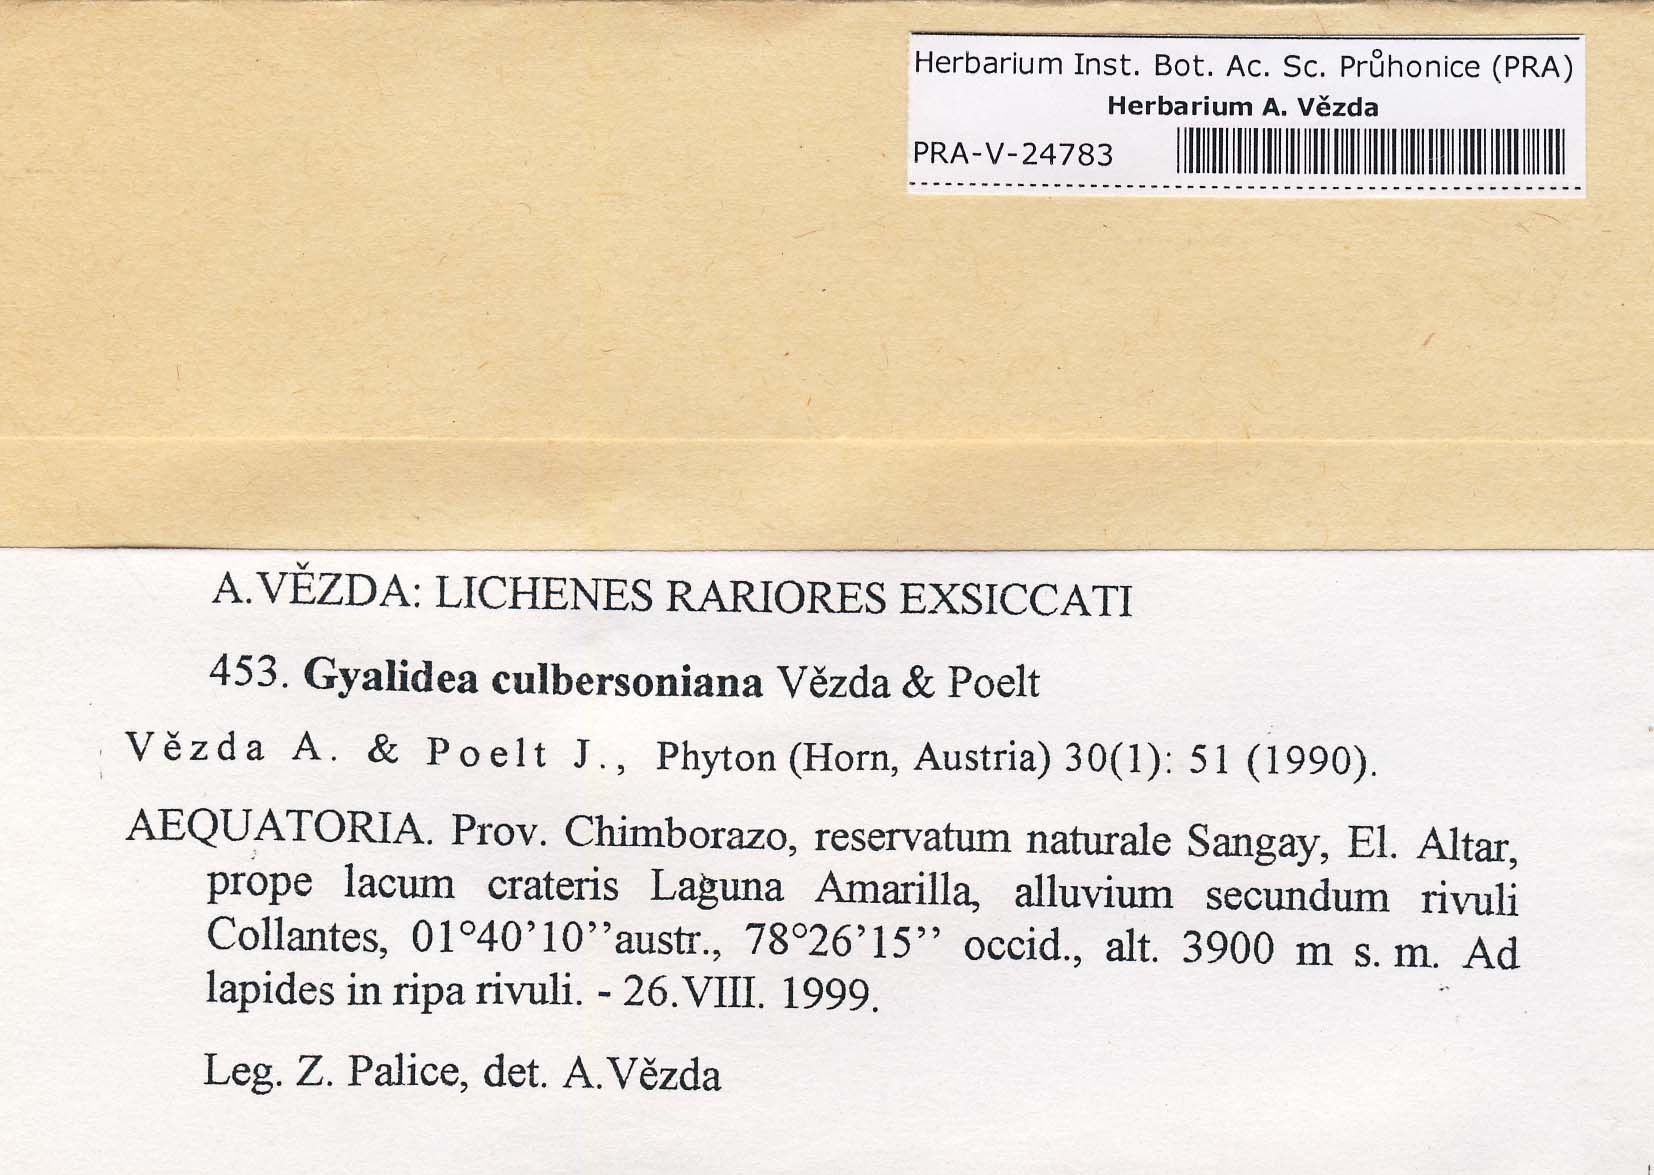 Herbarium Inst. Bot. Ac. Sc. Průhonice (PRA)
Herbarium A. Vězda
PRA-V-24783
A.VĚZDA: LICHENES RARIORES EXSICCATI
453. Gyalidea culbersoniana Vězda & Poelt
Vězda A. & Poelt J., Phyton (Horn, Austria) 30(1): 51 (1990).
AEQUATORIA. Prov. Chimborazo, reservatum naturale Sangay, El. Altar,
prope lacum crateris Laguna Amarilla, alluvium secundum rivuli
Collantes, 01°40’10’’austr., 78°26’15’’ occid., alt. 3900 m s. m. Ad
lapides in ripa rivuli. - 26.VIII. 1999.
Leg. Z. Palice, det. A.Vězda